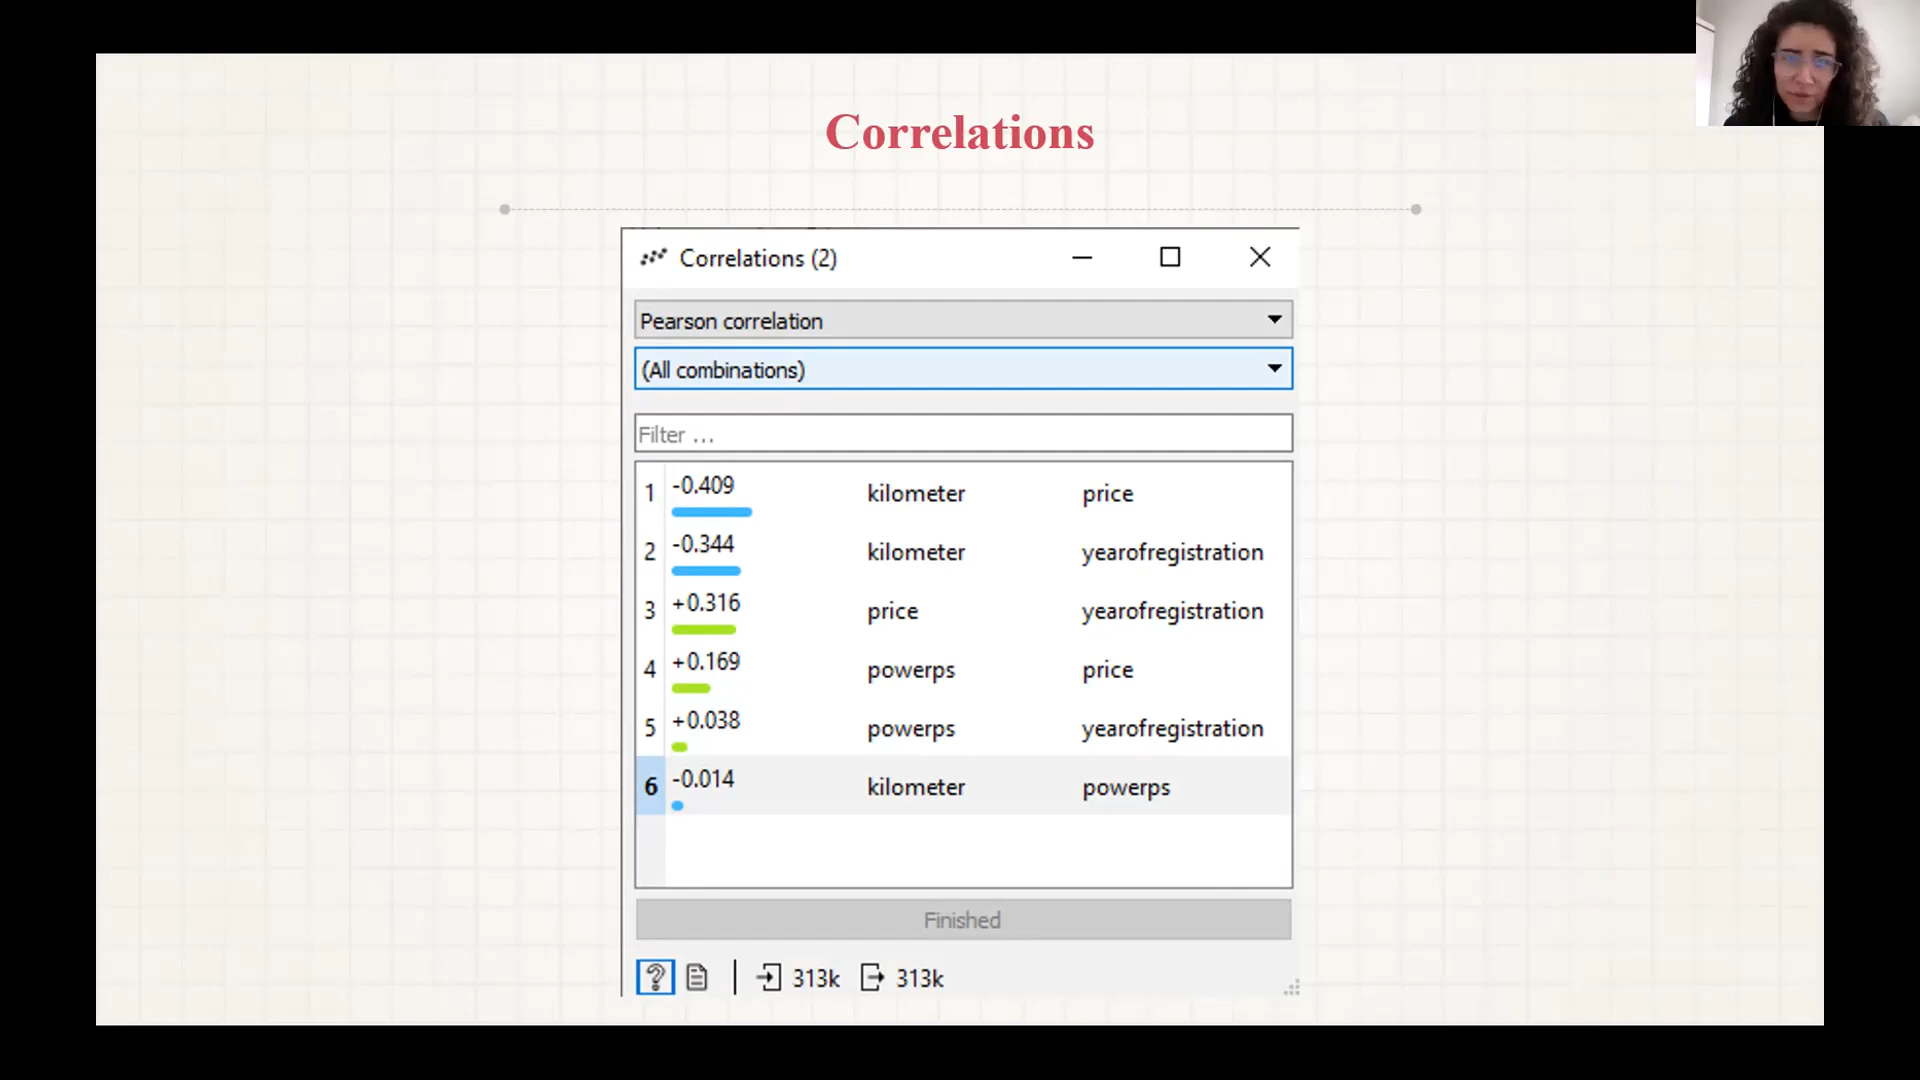 Correlations
Correlations (2)
Pearson correlation
(All combinations)
Filter ...
1 -0.409 kilometer price
2 -0.344 kilometer yearofregistration
3 +0.316 price yearofregistration
4 +0.169 powerps price
5 +0.038 powerps yearofregistration
6 -0.014 kilometer powerps
Finished
? 313k 313k